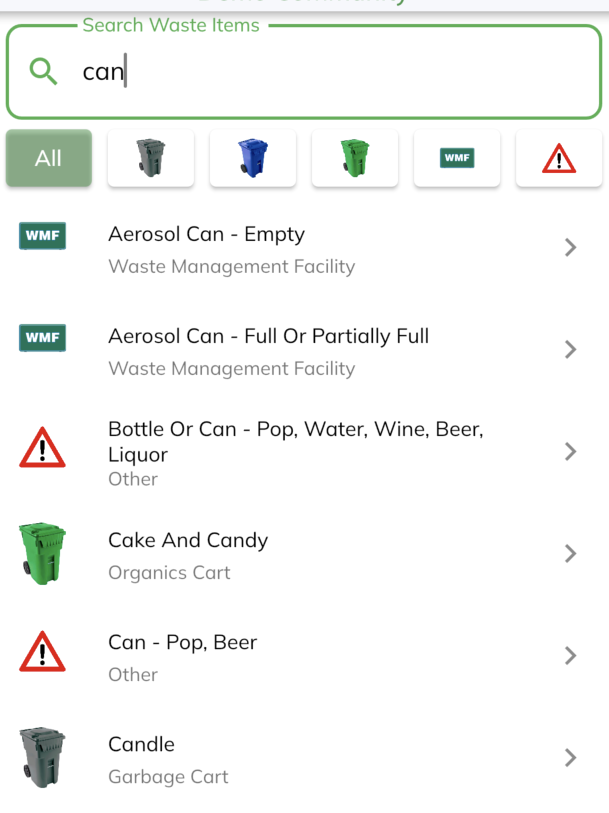 Search Waste Items
can
All
WMF
WMF
Aerosol Can - Empty
Waste Management Facility
WMF
Aerosol Can - Full Or Partially Full
Waste Management Facility
Bottle Or Can - Pop, Water, Wine, Beer,
Liquor
Other
Cake And Candy
Organics Cart
Can - Pop, Beer
Other
Candle
Garbage Cart